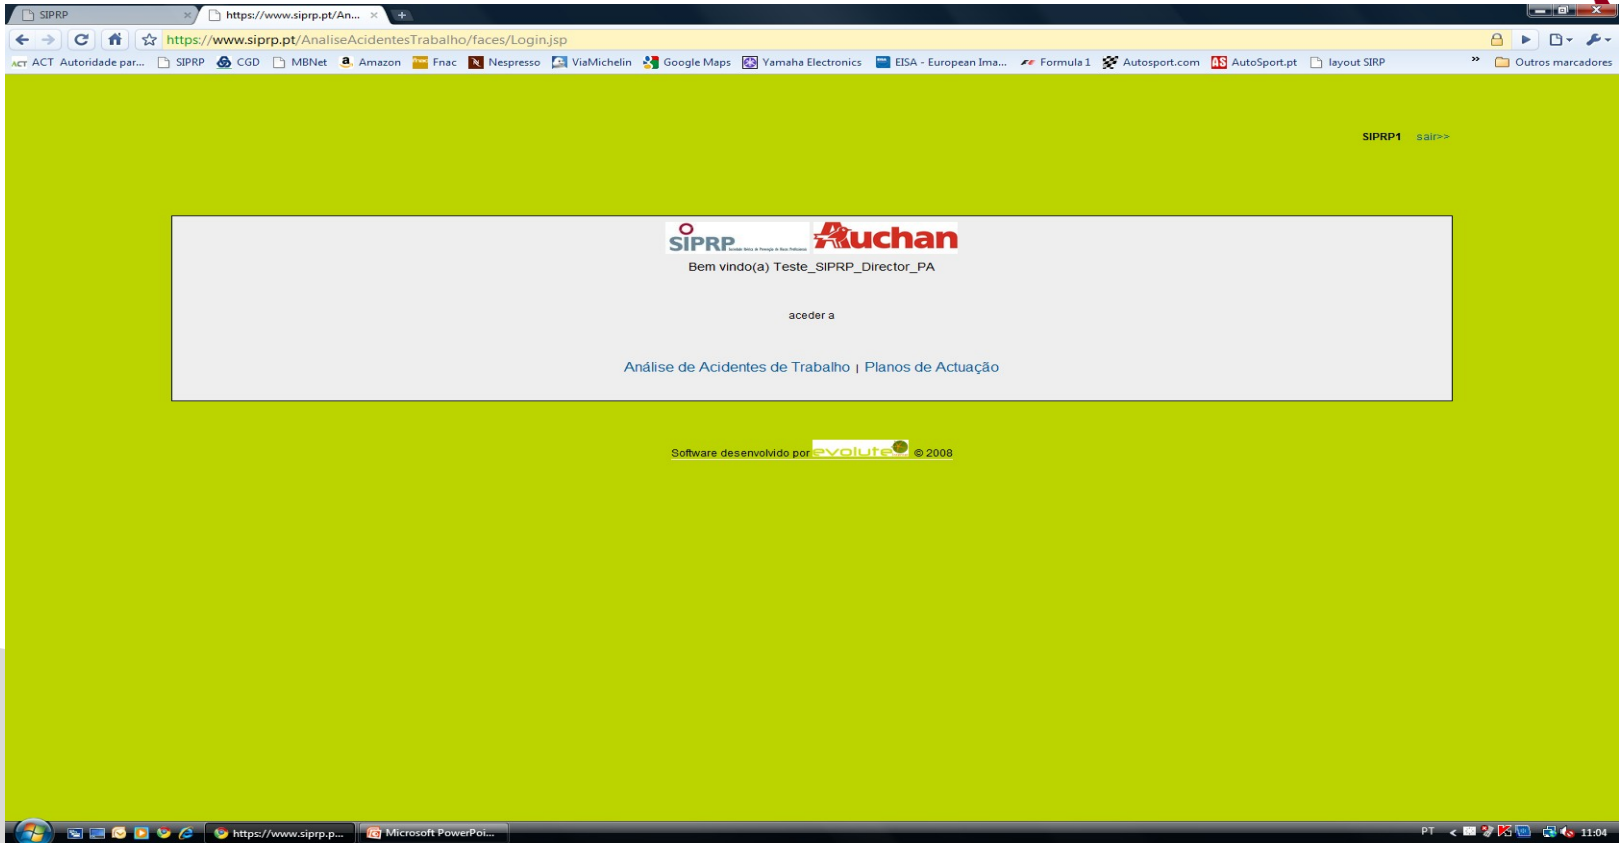 SIPRP https://www.siprp.pt/An...
https://www.siprp.pt/AnaliseAcidentesTrabalho/faces/Login.jsp
ACT ACT Autoridade par... SIPRP CGD MBNet a Amazon fnac Fnac N Nespresso ViaMichelin Google Maps Yamaha Electronics EISA - European Ima... Formula 1 Autosport.com AS AutoSport.pt layout SIRP » Outros marcadores
SIPRP1 sair>>
SIPRP Auchan
Bem vindo(a) Teste_SIPRP_Director_PA
aceder a
Análise de Acidentes de Trabalho | Planos de Actuação
Software desenvolvido por evolute © 2008
https://www.siprp.p... Microsoft PowerPoi... PT < 11:04